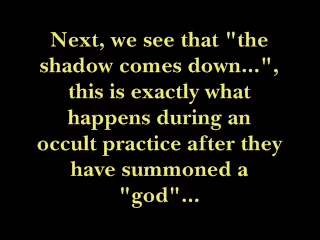 Next, we see that "the
shadow comes down...",
this is exactly what
happens during an
occult practice after they
have summoned a
"god"...